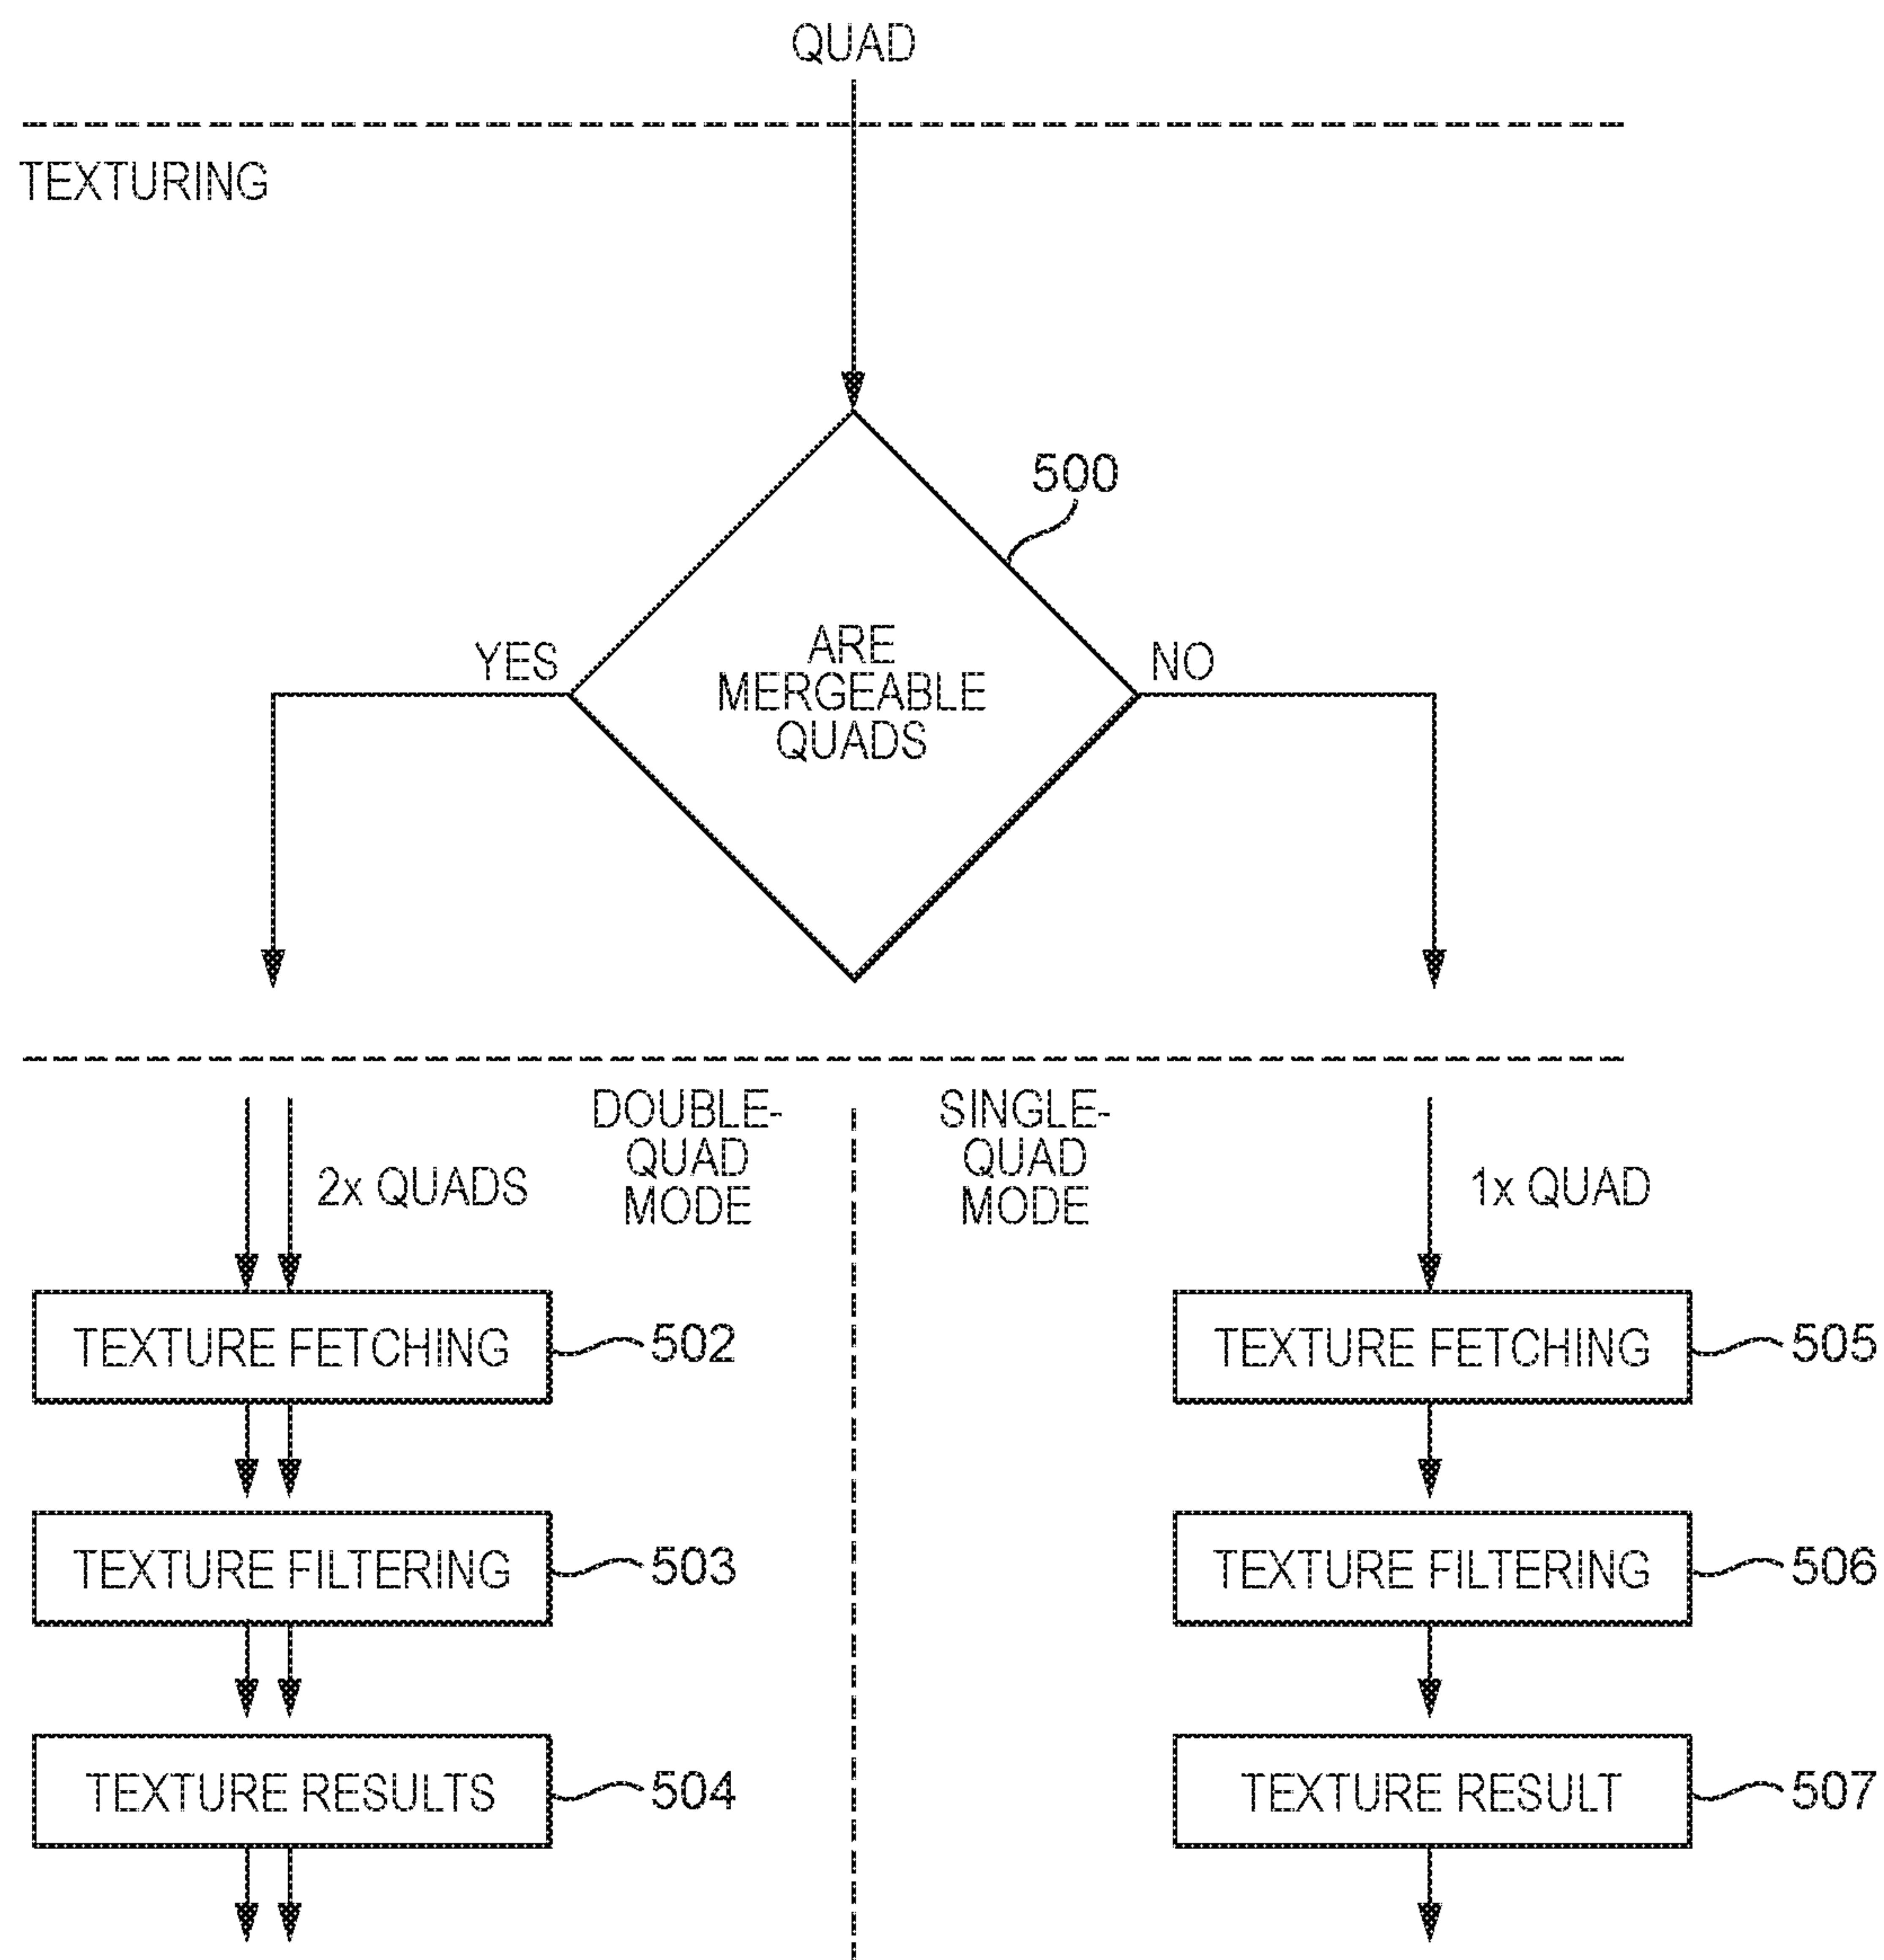 QUAD
TEXTURING
500
YES
ARE
MERGEABLE
QUADS
NO
DOUBLE-
QUAD
MODE
SINGLE-
QUAD
MODE
2x QUADS
1x QUAD
TEXTURE FETCHING
502
TEXTURE FETCHING
505
TEXTURE FILTERING
503
TEXTURE FILTERING
506
TEXTURE RESULTS
504
TEXTURE RESULT
507